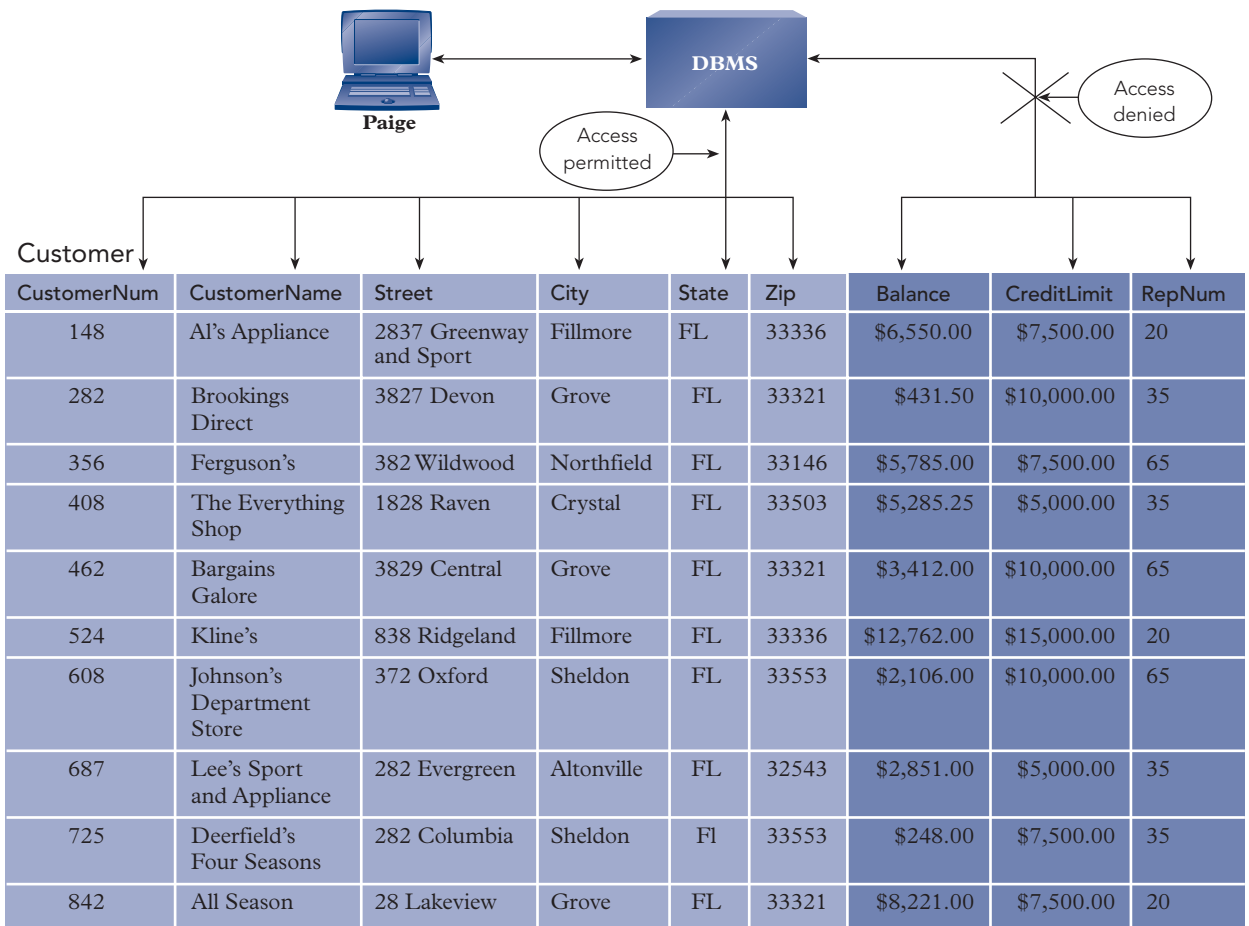 DBMS
Paige
Access
permitted
Access
denied
Customer
CustomerNum CustomerName Street City State Zip Balance CreditLimit RepNum
148 Al's Appliance 2837 Greenway Fillmore FL 33336 $6,550.00 $7,500.00 20
and Sport
282 Brookings 3827 Devon Grove FL 33321 $431.50 $10,000.00 35
Direct
356 Ferguson's 382 Wildwood Northfield FL 33146 $5,785.00 $7,500.00 65
408 The Everything 1828 Raven Crystal FL 33503 $5,285.25 $5,000.00 35
Shop
462 Bargains 3829 Central Grove FL 33321 $3,412.00 $10,000.00 65
Galore
524 Kline's 838 Ridgeland Fillmore FL 33336 $12,762.00 $15,000.00 20
608 Johnson's 372 Oxford Sheldon FL 33553 $2,106.00 $10,000.00 65
Department
Store
687 Lee's Sport 282 Evergreen Altonville FL 32543 $2,851.00 $5,000.00 35
and Appliance
725 Deerfield's 282 Columbia Sheldon Fl 33553 $248.00 $7,500.00 35
Four Seasons
842 All Season 28 Lakeview Grove FL 33321 $8,221.00 $7,500.00 20